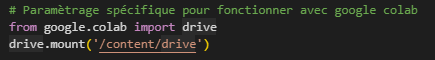 # Paramètrage spécifique pour fonctionner avec google colab
from google.colab import drive
drive.mount('/content/drive')